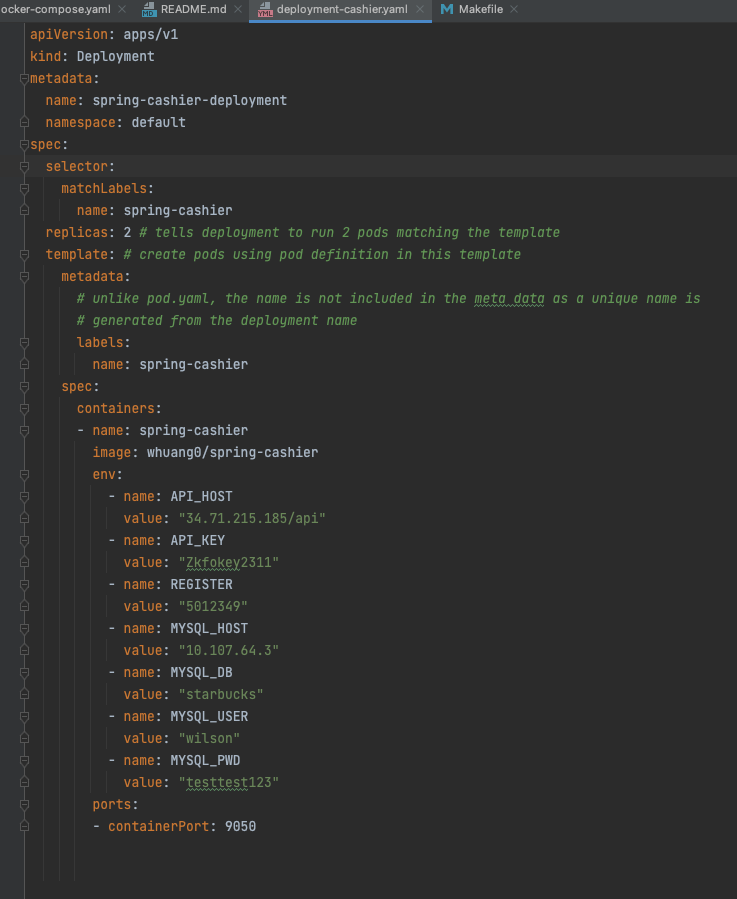 ocker-compose.yaml README.md deployment-cashier.yaml Makefile
apiVersion: apps/v1
kind: Deployment
metadata:
  name: spring-cashier-deployment
  namespace: default
spec:
  selector:
    matchLabels:
      name: spring-cashier
  replicas: 2 # tells deployment to run 2 pods matching the template
  template: # create pods using pod definition in this template
    metadata:
      # unlike pod.yaml, the name is not included in the meta data as a unique name is
      # generated from the deployment name
      labels:
        name: spring-cashier
    spec:
      containers:
      - name: spring-cashier
        image: whuang0/spring-cashier
        env:
          - name: API_HOST
            value: "34.71.215.185/api"
          - name: API_KEY
            value: "Zkfokey2311"
          - name: REGISTER
            value: "5012349"
          - name: MYSQL_HOST
            value: "10.107.64.3"
          - name: MYSQL_DB
            value: "starbucks"
          - name: MYSQL_USER
            value: "wilson"
          - name: MYSQL_PWD
            value: "testtest123"
        ports:
        - containerPort: 9050